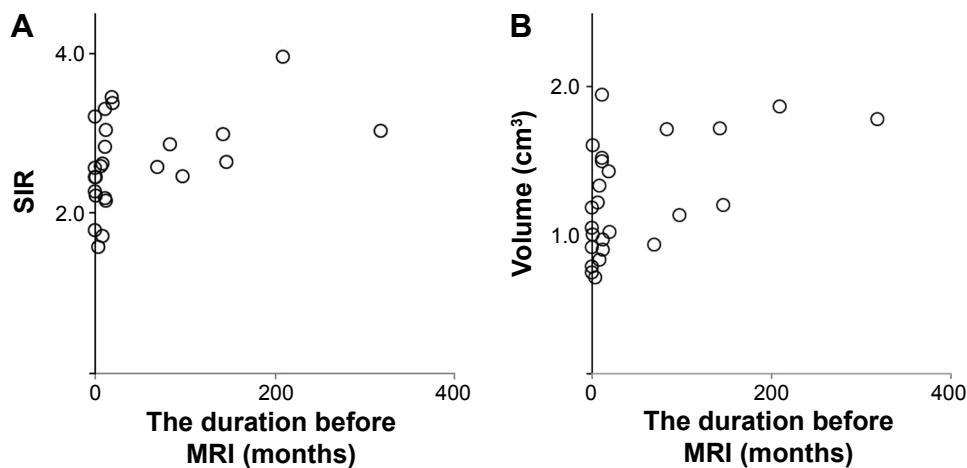 A
4.0
2.0
SIR
0
200
400
The duration before
MRI (months)
B
2.0
1.0
Volume (cm³)
0
200
400
The duration before
MRI (months)